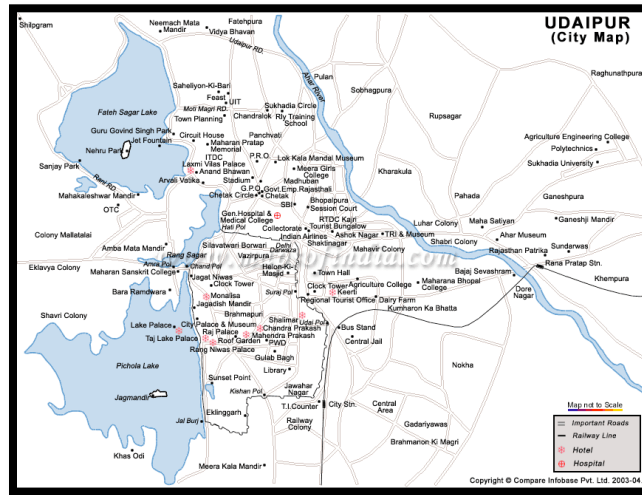 UDAIPUR
(City Map)
Shilpgram
Neemach Mata
Mandir
Fatehpura
Vidya Bhavan
Udaipur RD.
Ahar River
Pulan
Sobhagpura
Raghunathpura
Saheliyon-Ki-Bari
Feast
UIT
Moti Magri RD.
Fateh Sagar Lake
Town Planning
Chandralok
Sukhadia Circle
Rly Training
School
Rupsagar
Guru Govind Singh Park
Jet Fountain
Nehru Park
Circuit House
Panchvati
Maharan Pratap
Memorial
ITDC
P.R.O.
Lok Kala Mandal Museum
Agriculture Engineering College
Polytechnics
Sukhadia University
Sanjay Park
Rani RD.
Laxmi Vilas Palace
Anand Bhawan
Arvali Vatika
Stadium
Meera Girls
College
Madhuban
Kharakula
Mahakaleshwar Mandir
OTC
G.P.O.
Govt.Emp.Rajasthali
Chetak Circle
Chetak
SBI
Bhopalpura
Session Court
Pahada
Ganeshpura
Gen.Hospital &
Medical College
Hati Pol
RTDC Kajri
Tourist Bungalow
Collectorate
Indian Airlines
Ashok Nagar
TRI & Museum
Luhar Colony
Maha Satiyan
Ganeshji Mandir
Colony Mallatalai
Amba Mata Mandir
Silavatwari Borwari
Delhi
Darwaza
Shaktinagar
Mahavir Colony
Shabri Colony
Ahar Museum
Rajasthan Patrika
Sundarwas
Rang Sagar
Vazirpura
Eklavya Colony
Amra Pol
Chand Pol
Maharan Sanskrit College
Jagat Niwas
Clock Tower
Masjid
Town Hall
Clock Tower
Keerti
Agriculture College
Maharana Bhopal
College
Bajaj Sevashram
Rana Pratap Stn.
Khempura
Dore
Nagar
Bara Ramdwara
Monalisa
Jagadish Mandir
Suraj Pol
Regional Tourist Office
Dairy Farm
Kumharon Ka Bhatta
Shavri Colony
Brahmapuri
Shalimar
Udai Pol
Lake Palace
Taj Lake Palace
City Palace & Museum
Raj Palace
Chandra Prakash
Mahendra Prakash
Roof Garden
PWD
Rang Niwas Palace
Bus Stand
Central Jail
Gulab Bagh
Pichola Lake
Library
Nokha
Sunset Point
Jagmandir
Kishan Pol
Jawahar
Nagar
Jal Burj
Eklinggarh
T.I.Counter
City Stn.
Central
Area
Railway
Colony
Gadariyawas
Brahmanon Ki Magri
Khas Odi
Meera Kala Mandir
Map not to Scale
Important Roads
Railway Line
Hotel
Hospital
Copyright © Compare Infobase Pvt. Ltd. 2003-04